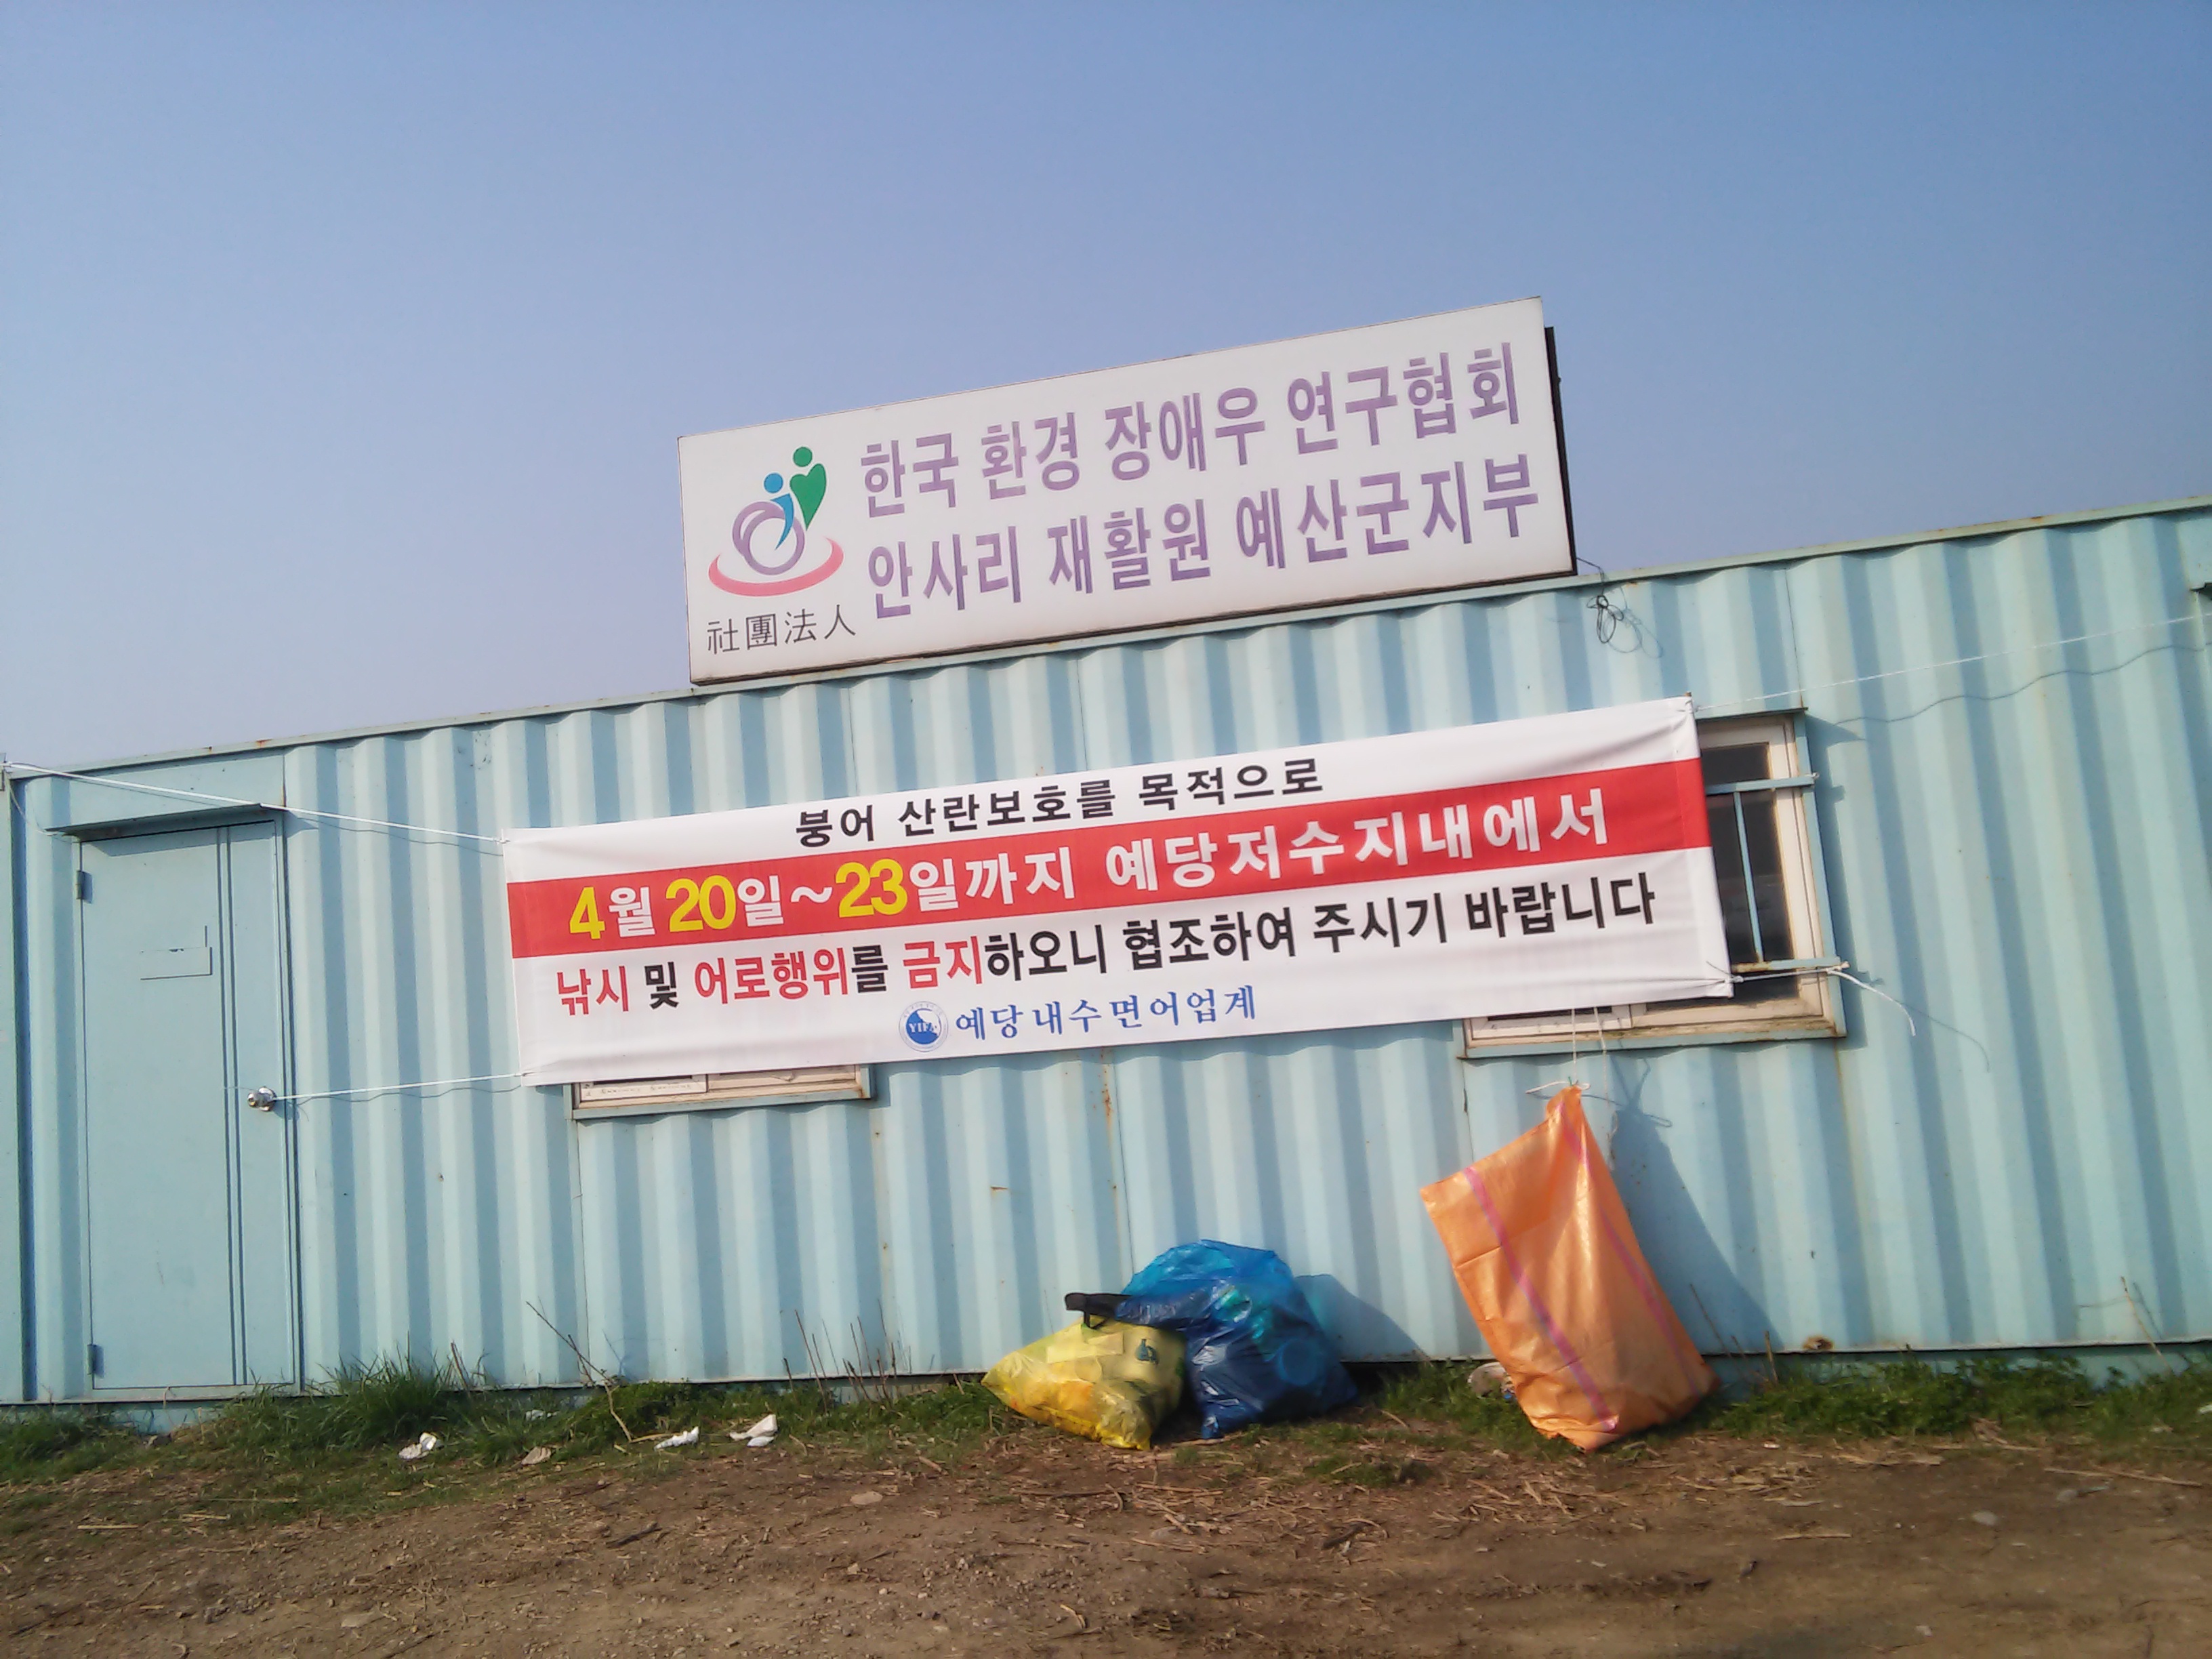 한국 환경 장애우 연구협회
안사리 재활원 예산군지부
社團法人
붕어 산란보호를 목적으로
4월 20일~23일까지 예당저수지내에서
낚시 및 어로행위를 금지하오니 협조하여 주시기 바랍니다
YIFA 예당내수면어업계